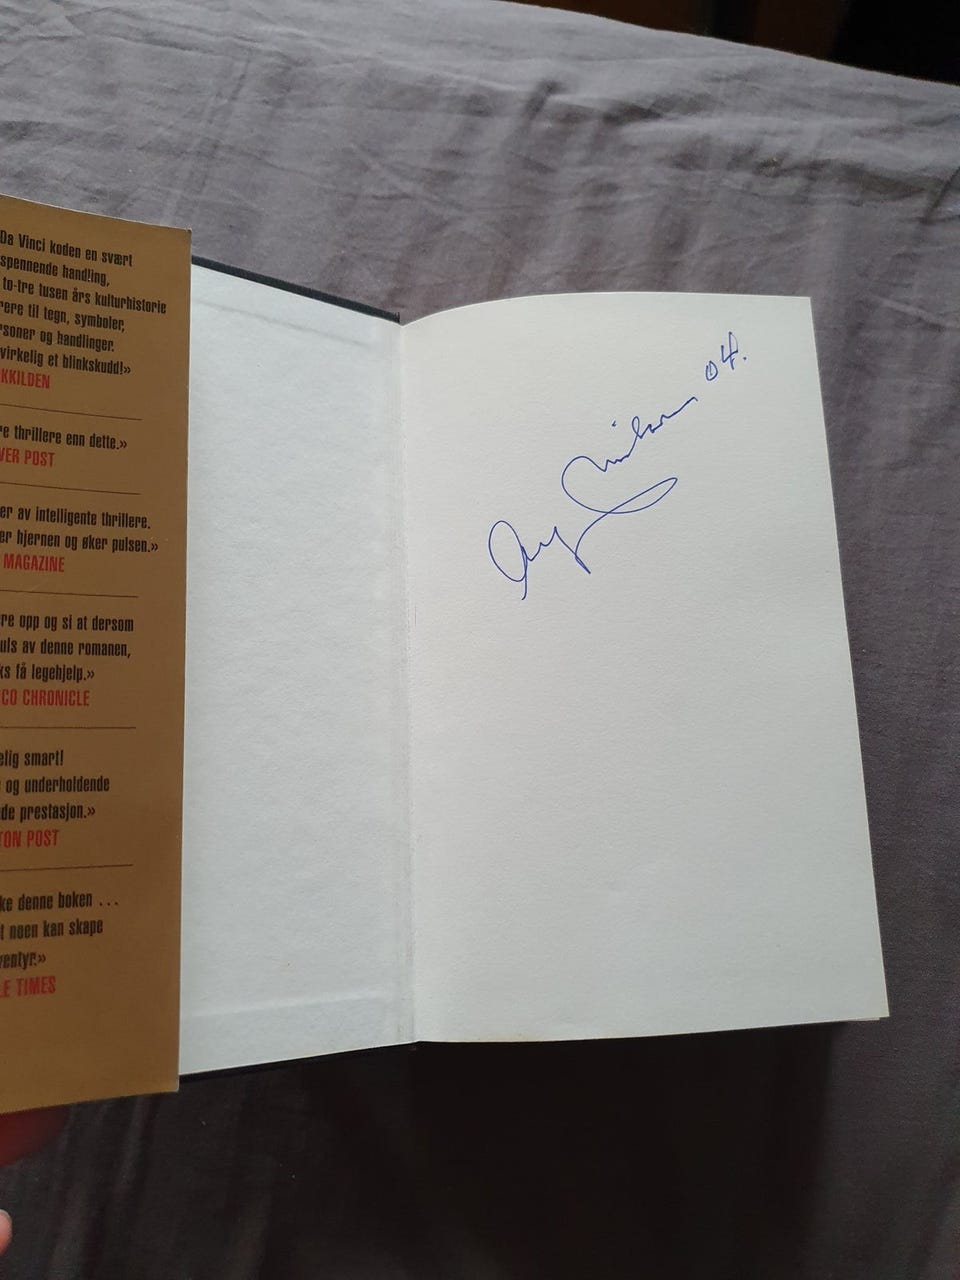 Da Vinci koden en svært
spennende handling,
to-tre tusen års kulturhistorie
rere til tegn, symboler,
rsoner og handlinger.
virkelig et blinkskudd!»
KKILDEN
re thrillere enn dette.»
VER POST
er av intelligente thrillere.
er hjernen og øker pulsen.»
MAGAZINE
re opp og si at dersom
uls av denne romanen,
ks få legehjelp.»
CO CHRONICLE
elig smart!
og underholdende
de prestasjon.»
TON POST
ke denne boken ...
t noen kan skape
ventyr.»
LE TIMES
04.